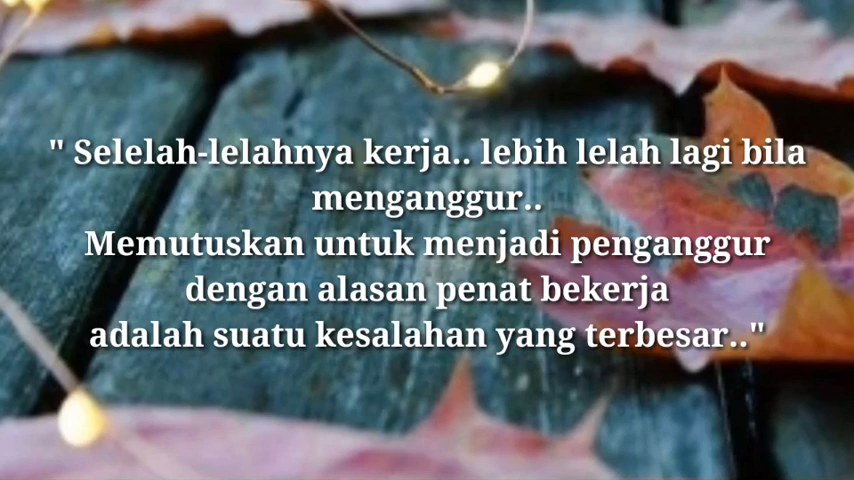 " Selelah-lelahnya kerja.. lebih lelah lagi bila
menganggur..
Memutuskan untuk menjadi penganggur
dengan alasan penat bekerja
adalah suatu kesalahan yang terbesar.."